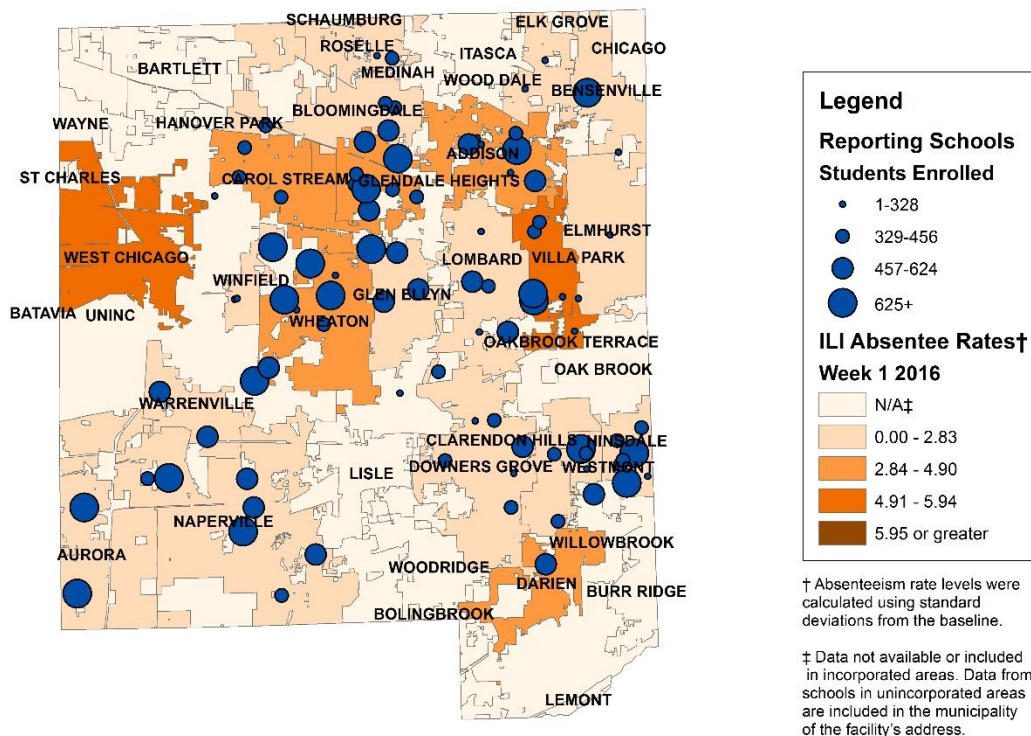 SCHAUMBURG
ELK GROVE
ROSELLE
ITASCA
CHICAGO
BARTLETT
MEDINAH
WOOD DALE
BENSENVILLE
BLOOMINGDALE
WAYNE
HANOVER PARK
ADDISON
ST CHARLES
CAROL STREAM
GLENDALE HEIGHTS
ELMHURST
WEST CHICAGO
LOMBARD
VILLA PARK
WINFIELD
GLEN ELLYN
BATAVIA
UNINC
WHEATON
OAKBROOK TERRACE
OAK BROOK
WARRENVILLE
CLARENDON HILLS
HINSDALE
LISLE
DOWNERS GROVE
WESTMONT
NAPERVILLE
AURORA
WILLOWBROOK
WOODRIDGE
DARIEN
BURR RIDGE
BOLINGBROOK
LEMONT
Legend
Reporting Schools
Students Enrolled
1-328
329-456
457-624
625+
ILI Absentee Rates†
Week 1 2016
N/A‡
0.00 - 2.83
2.84 - 4.90
4.91 - 5.94
5.95 or greater
† Absenteeism rate levels were
calculated using standard
deviations from the baseline.
‡ Data not available or included
in incorporated areas. Data from
schools in unincorporated areas
are included in the municipality
of the facility's address.